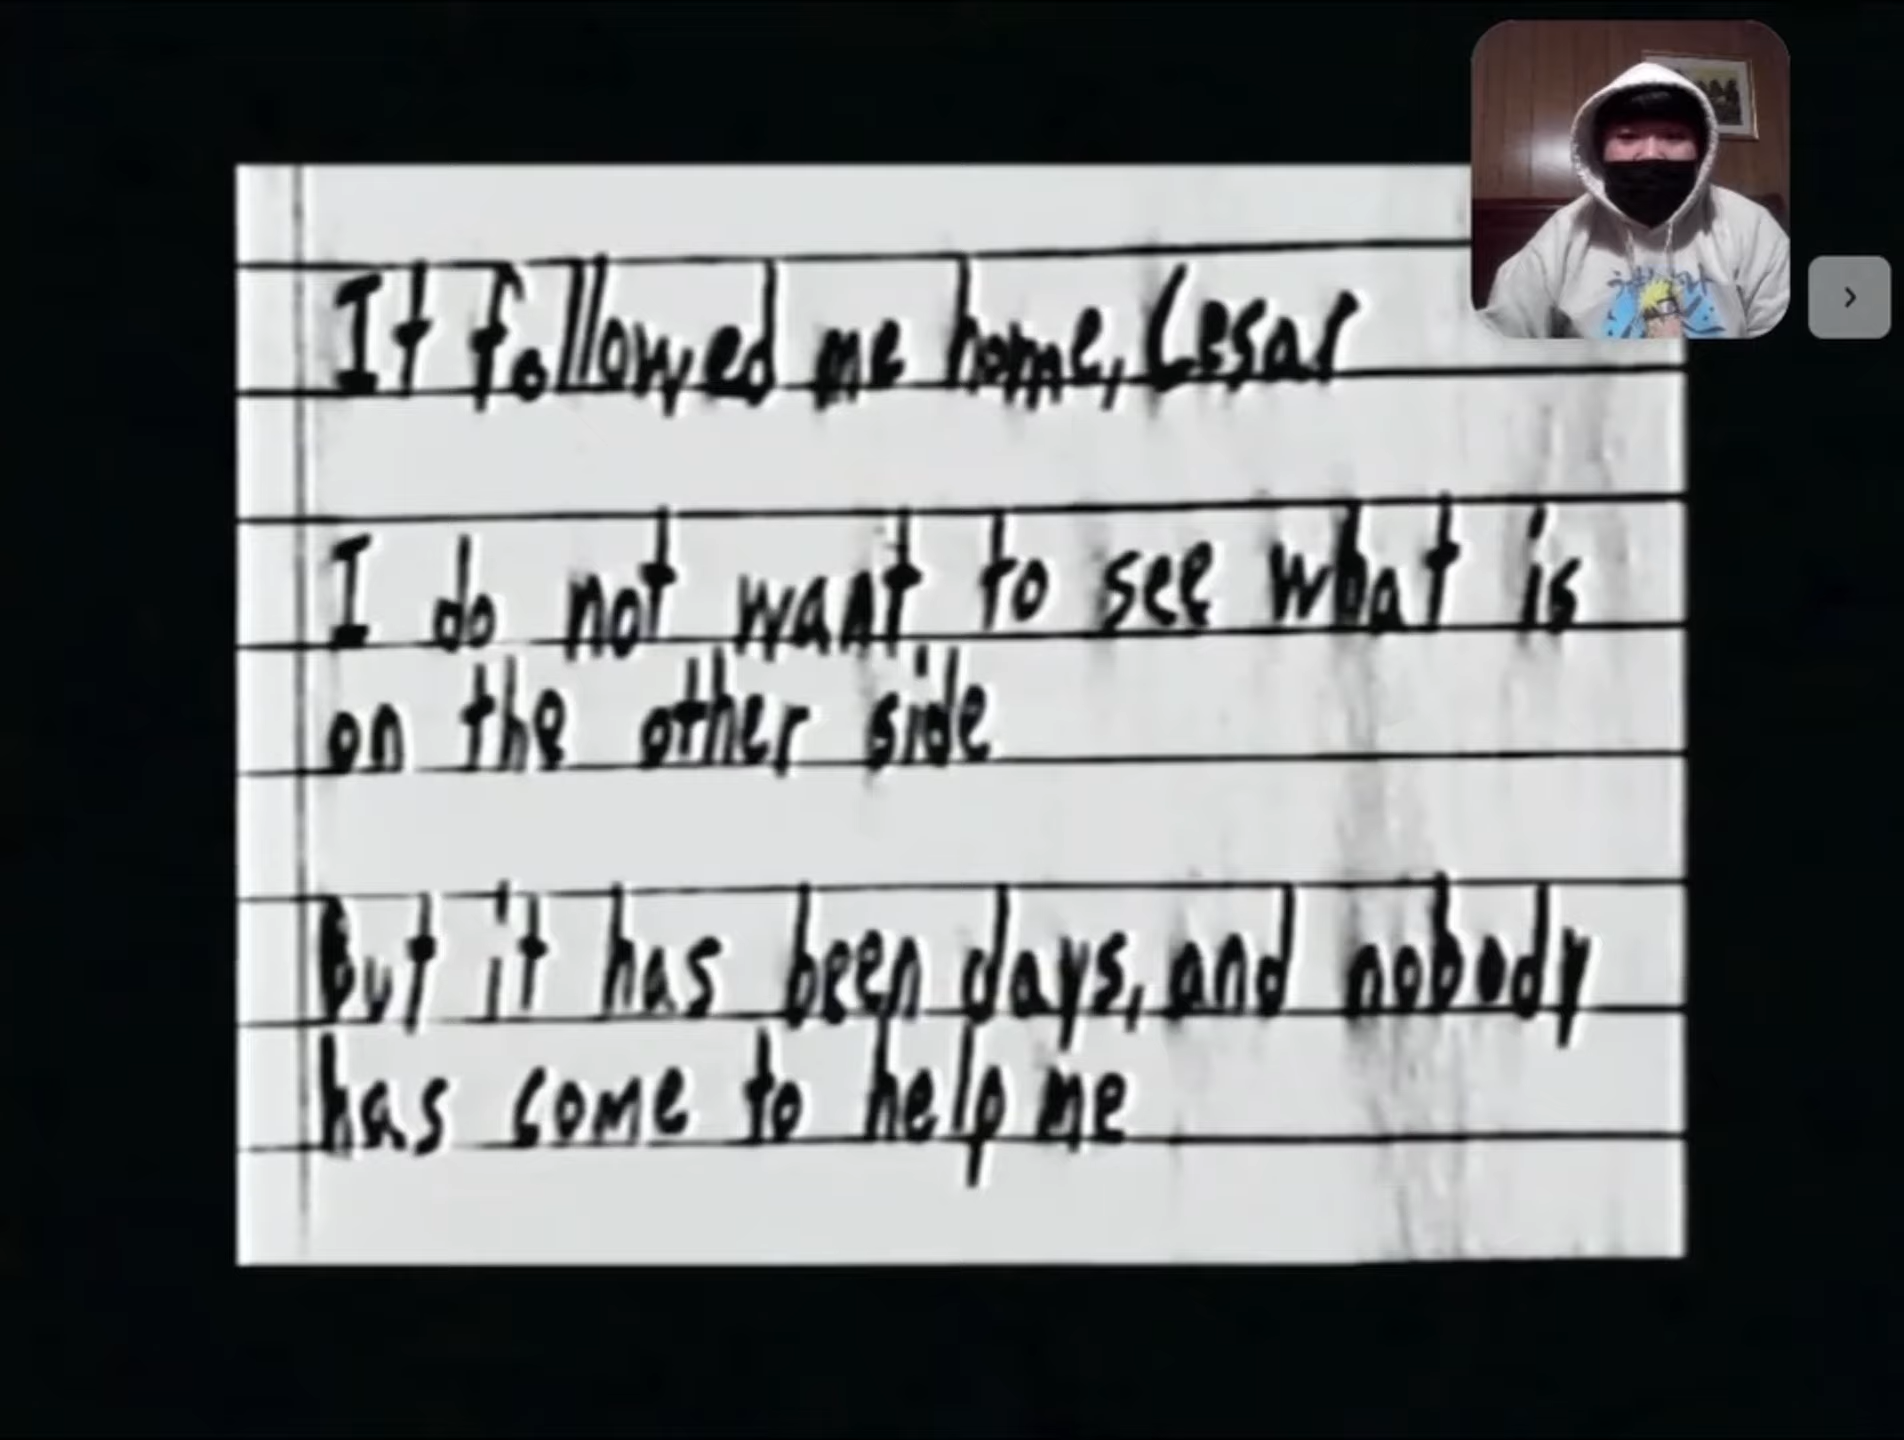 It followed me home, Cesar
I do not want to see what is
on the other side
But it has been days, and nobody
has come to help me